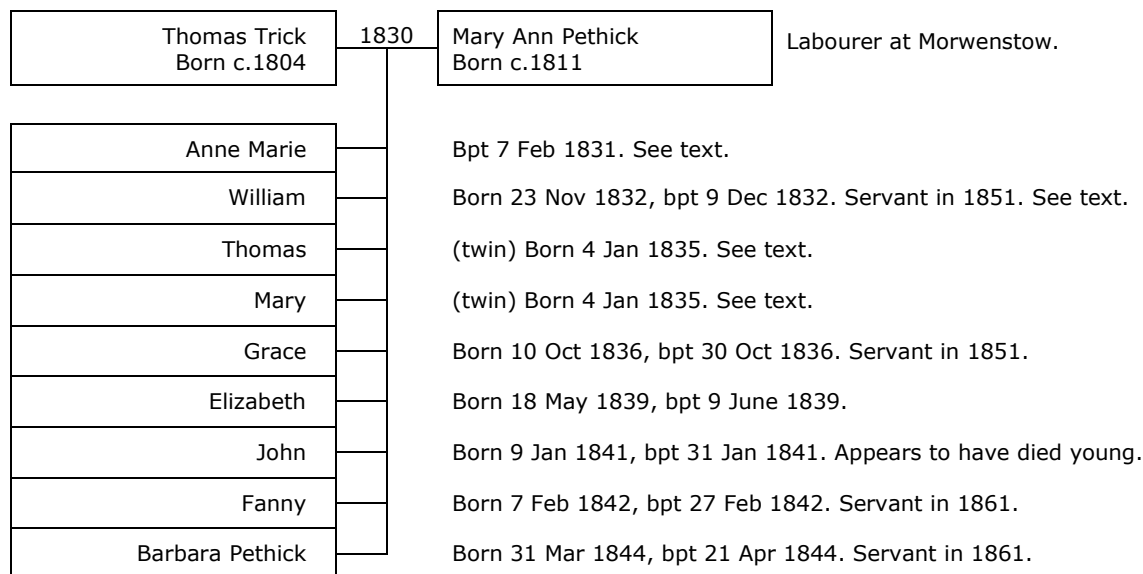 Thomas Trick 1830 Mary Ann Pethick Labourer at Morwenstow.
Born c.1804 Born c.1811
Anne Marie Bpt 7 Feb 1831. See text.
William Born 23 Nov 1832, bpt 9 Dec 1832. Servant in 1851. See text.
Thomas (twin) Born 4 Jan 1835. See text.
Mary (twin) Born 4 Jan 1835. See text.
Grace Born 10 Oct 1836, bpt 30 Oct 1836. Servant in 1851.
Elizabeth Born 18 May 1839, bpt 9 June 1839.
John Born 9 Jan 1841, bpt 31 Jan 1841. Appears to have died young.
Fanny Born 7 Feb 1842, bpt 27 Feb 1842. Servant in 1861.
Barbara Pethick Born 31 Mar 1844, bpt 21 Apr 1844. Servant in 1861.